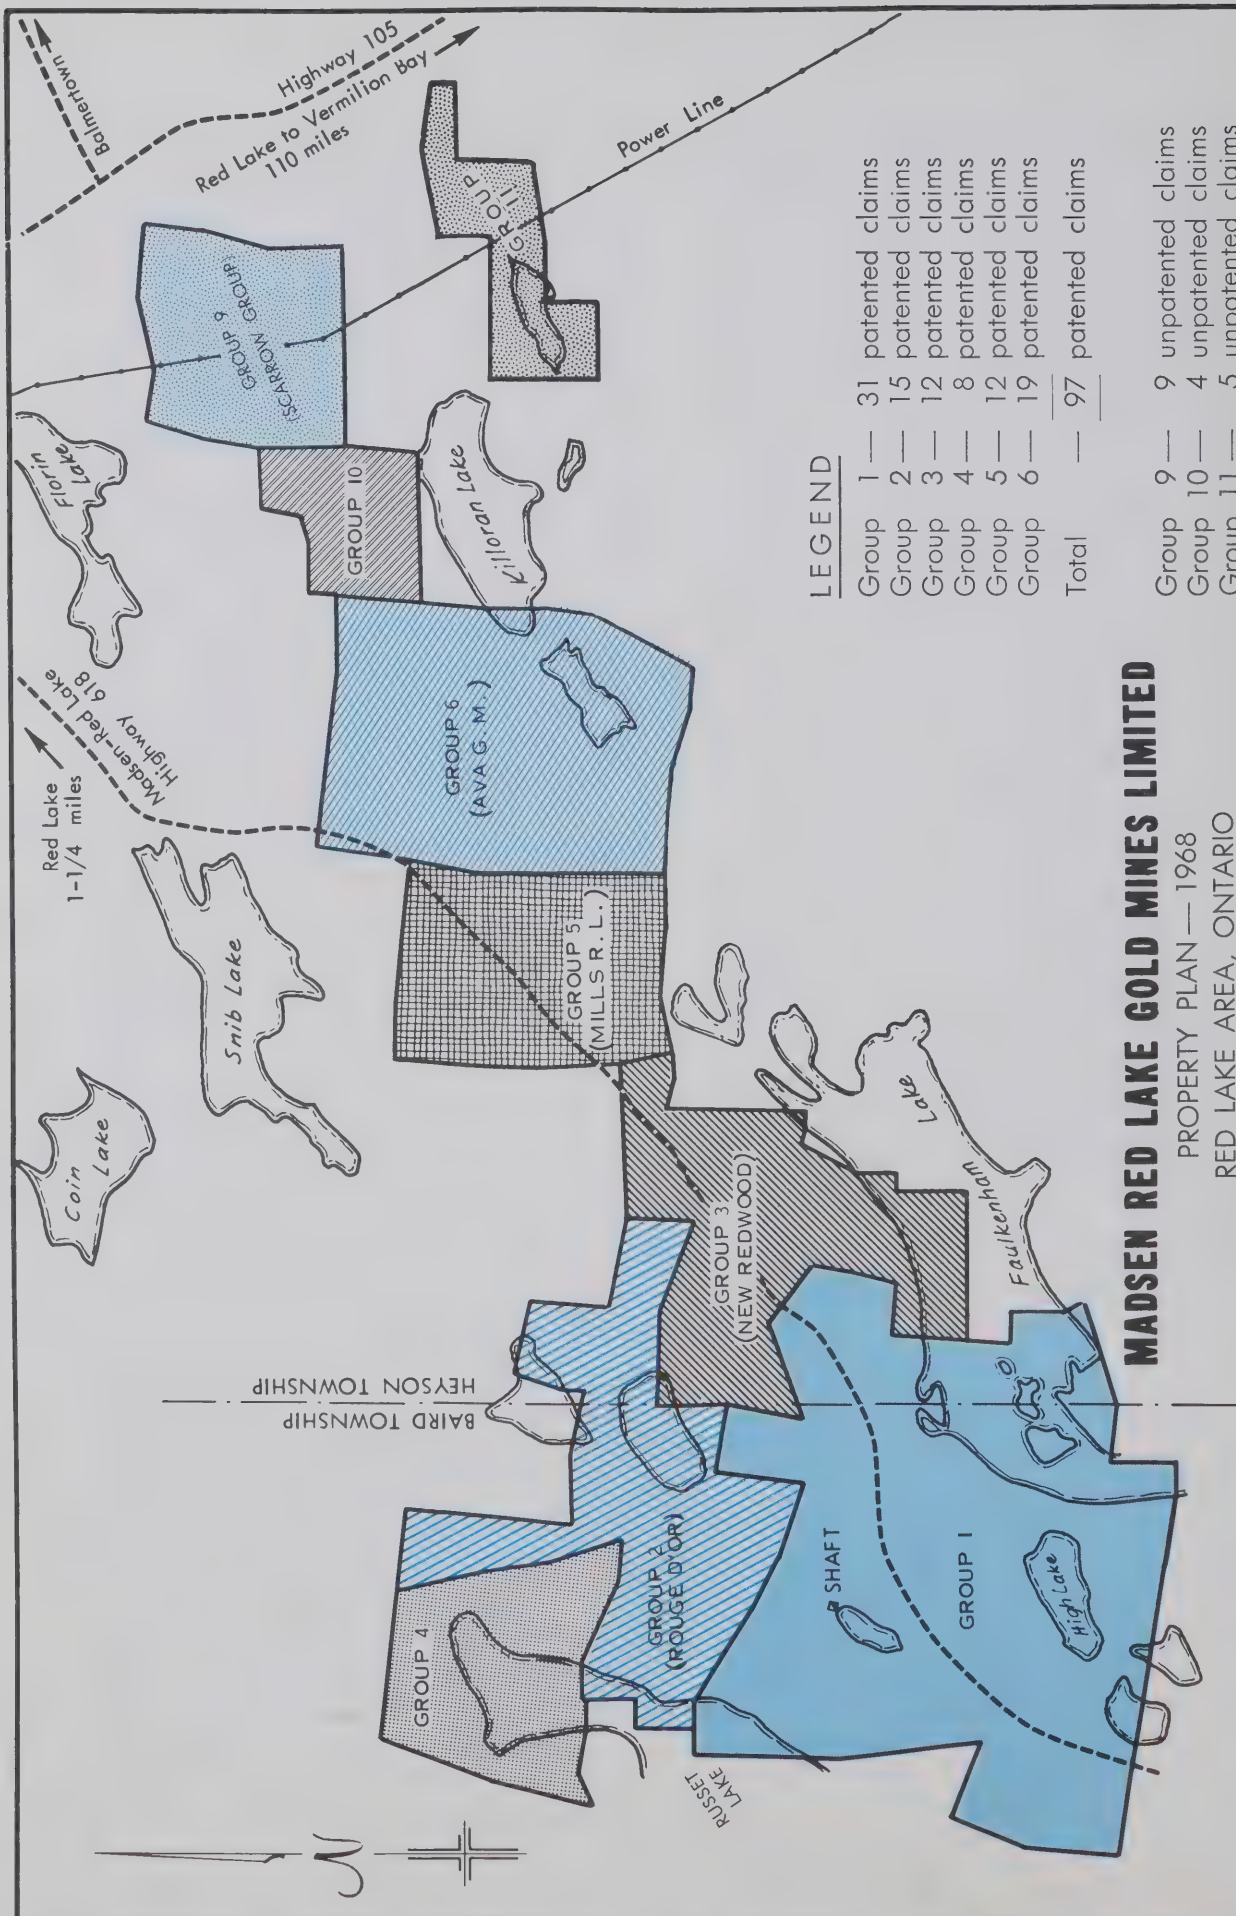 Balmertown
Highway 105
Red Lake to Vermilion Bay
110 miles
Power Line
Florin
Lake
Madsen-Red Lake
Highway 618
Red Lake
1-1/4 miles
GROUP 9
(SCARROW GROUP)
GROUP
11
GROUP 10
Killoran Lake
GROUP 6
(AVA G. M.)
GROUP 5
(MILLS R. L.)
Snib Lake
Coin
Lake
HEYSON TOWNSHIP
BAIRD TOWNSHIP
GROUP 3
(NEW REDWOOD)
Faulkenham
Lake
GROUP 4
GROUP 2
(ROUGE D'OR)
SHAFT
GROUP 1
High Lake
RUSSET
LAKE
N
LEGEND
Group 1 — 31 patented claims
Group 2 — 15 patented claims
Group 3 — 12 patented claims
Group 4 — 8 patented claims
Group 5 — 12 patented claims
Group 6 — 19 patented claims
Total — 97 patented claims
Group 9 — 9 unpatented claims
Group 10 — 4 unpatented claims
Group 11 — 5 unpatented claims
MADSEN RED LAKE GOLD MINES LIMITED
PROPERTY PLAN — 1968
RED LAKE AREA, ONTARIO